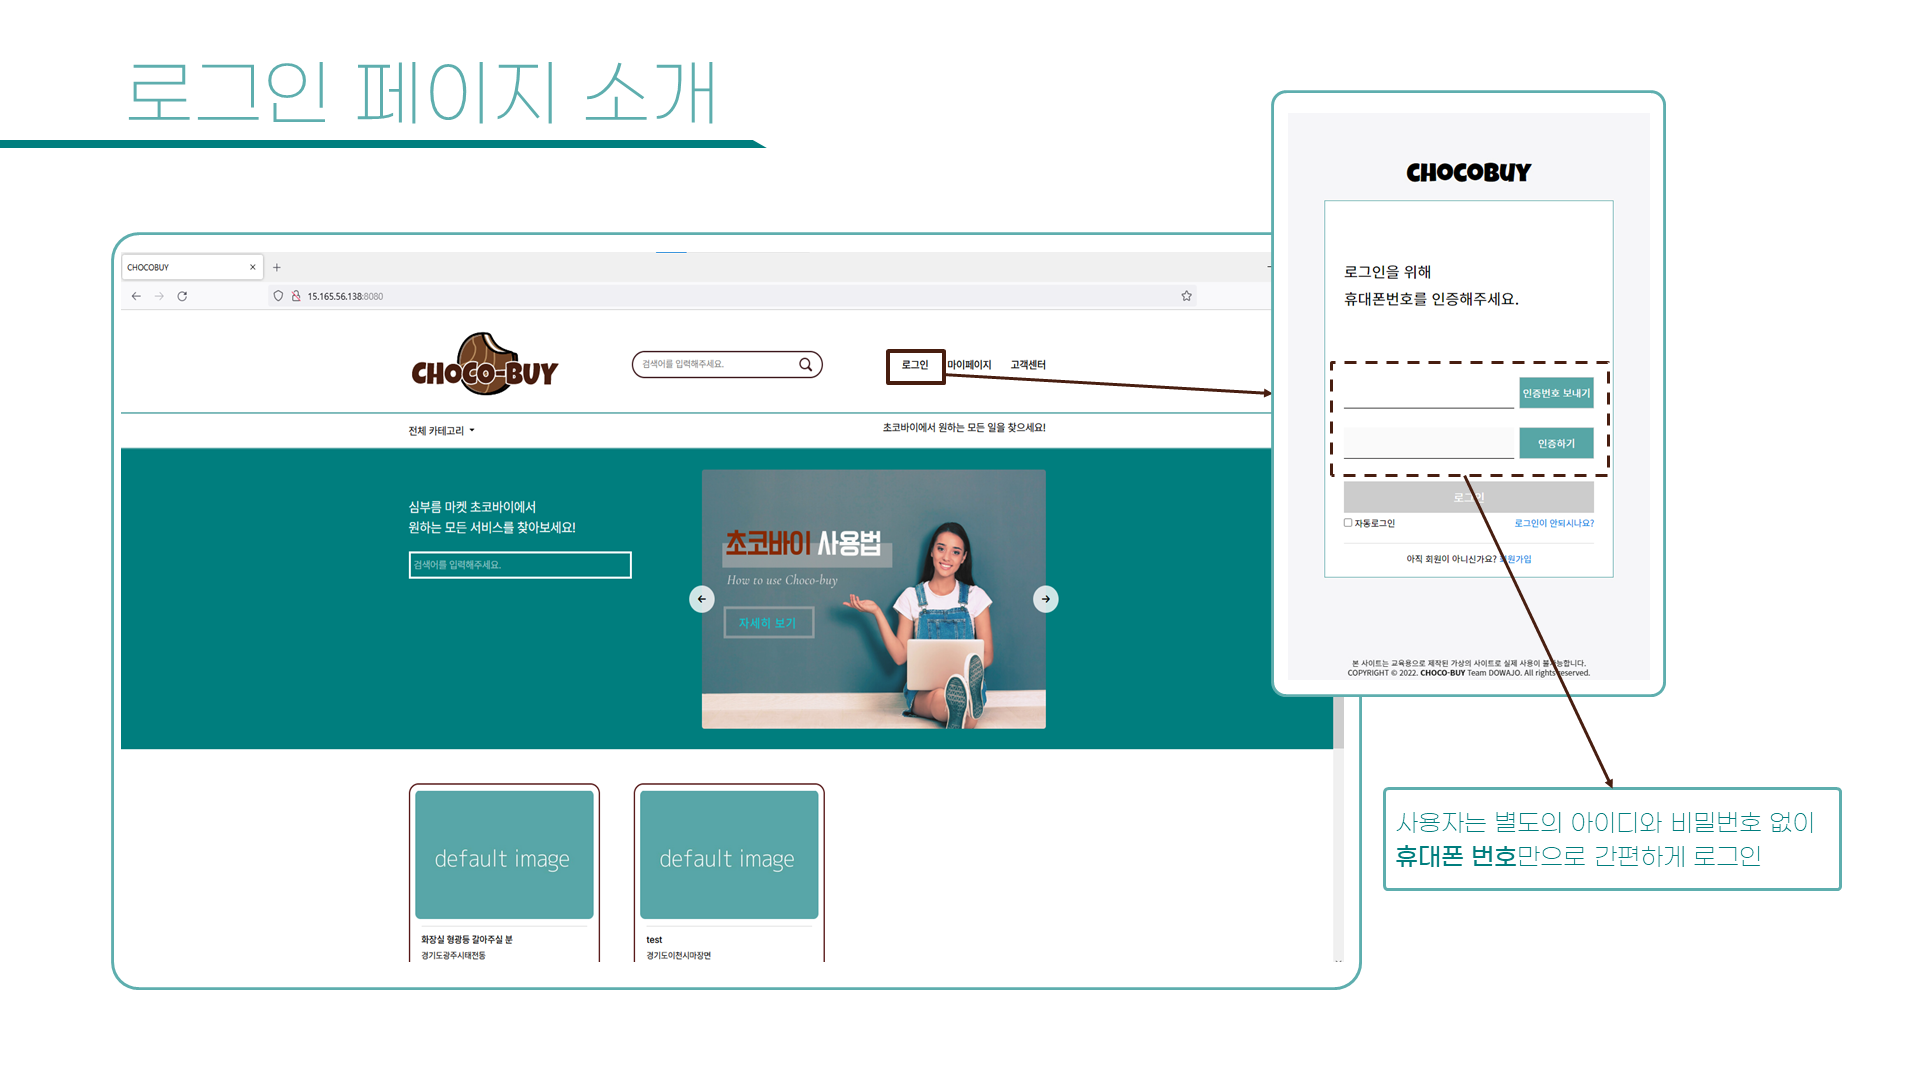 로그인 페이지 소개
CHOCOBUY
15.165.56.138:8080
CHOCO-BUY
검색어를 입력해주세요.
로그인 마이페이지 고객센터
전체 카테고리
초코바이에서 원하는 모든 일을 찾으세요!
심부름 마켓 초코바이에서
원하는 모든 서비스를 찾아보세요!
검색어를 입력해주세요.
초코바이 사용법
How to use Choco-buy
자세히 보기
default image
화장실 형광등 갈아주실 분
경기도광주시태전동
default image
test
경기도이천시마장면
CHOCOBUY
로그인을 위해
휴대폰번호를 인증해주세요.
인증번호 보내기
인증하기
로그인
자동로그인
로그인이 안되시나요?
아직 회원이 아니신가요? 회원가입
본 사이트는 교육용으로 제작된 가상의 사이트로 실제 사용이 불가능합니다.
COPYRIGHT © 2022. CHOCO-BUY Team DOWAJO. All rights reserved.
사용자는 별도의 아이디와 비밀번호 없이
휴대폰 번호만으로 간편하게 로그인